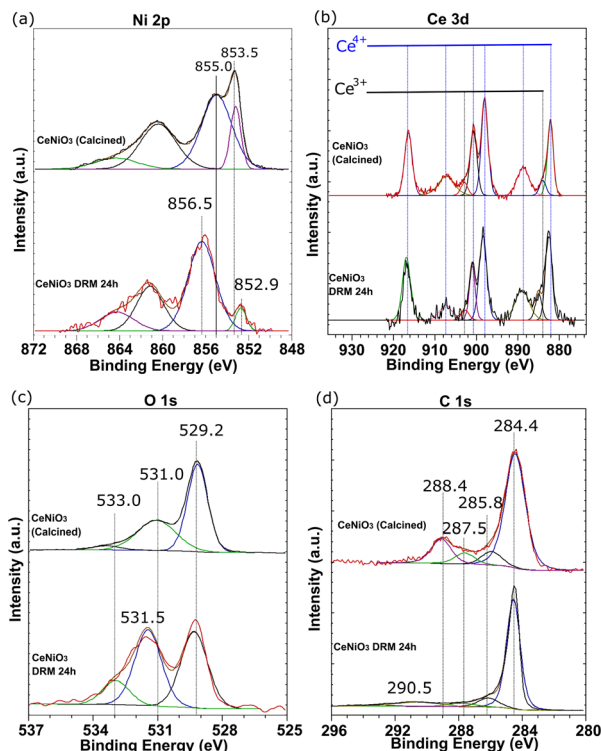 (a)
Ni 2p
853.5
855.0
CeNiO₃ (Calcined)
856.5
852.9
CeNiO₃ DRM 24h
Intensity (a.u.)
872 868 864 860 856 852 848
Binding Energy (eV)
(b)
Ce 3d
Ce⁴⁺
Ce³⁺
CeNiO₃
(Calcined)
CeNiO₃
DRM 24h
Intensity (a.u.)
930 920 910 900 890 880
Binding Energy (eV)
(c)
O 1s
529.2
531.0
533.0
CeNiO₃
(Calcined)
531.5
CeNiO₃
DRM 24h
Intensity (a.u.)
537 533 529 525
Binding Energy (eV)
(d)
C 1s
284.4
288.4
285.8
287.5
CeNiO₃ (Calcined)
CeNiO₃ DRM 24h
290.5
Intensity (a.u.)
296 292 288 284 280
Binding Energy (eV)